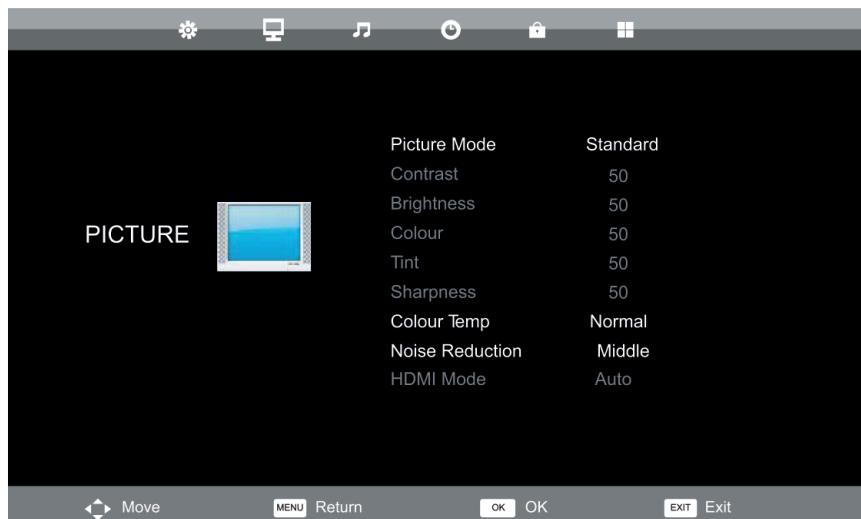 Picture Mode Standard
Contrast 50
Brightness 50
Colour 50
PICTURE
Tint 50
Sharpness 50
Colour Temp Normal
Noise Reduction Middle
HDMI Mode Auto
Move MENU Return OK OK EXIT Exit